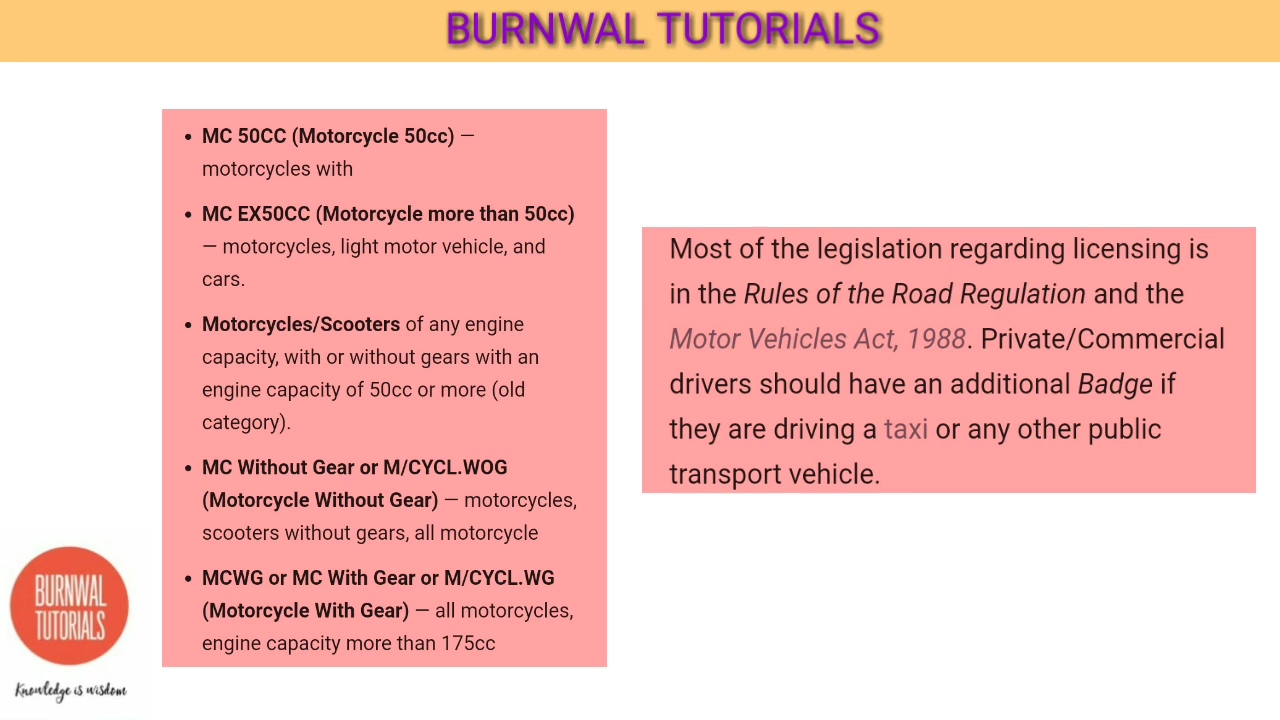 BURNWAL TUTORIALS
• MC 50CC (Motorcycle 50cc) —
motorcycles with
• MC EX50CC (Motorcycle more than 50cc)
— motorcycles, light motor vehicle, and
cars.
• Motorcycles/Scooters of any engine
capacity, with or without gears with an
engine capacity of 50cc or more (old
category).
• MC Without Gear or M/CYCL.WOG
(Motorcycle Without Gear) — motorcycles,
scooters without gears, all motorcycle
• MCWG or MC With Gear or M/CYCL.WG
(Motorcycle With Gear) — all motorcycles,
engine capacity more than 175cc
Most of the legislation regarding licensing is
in the Rules of the Road Regulation and the
Motor Vehicles Act, 1988. Private/Commercial
drivers should have an additional Badge if
they are driving a taxi or any other public
transport vehicle.
BURNWAL
TUTORIALS
Knowledge is wisdom